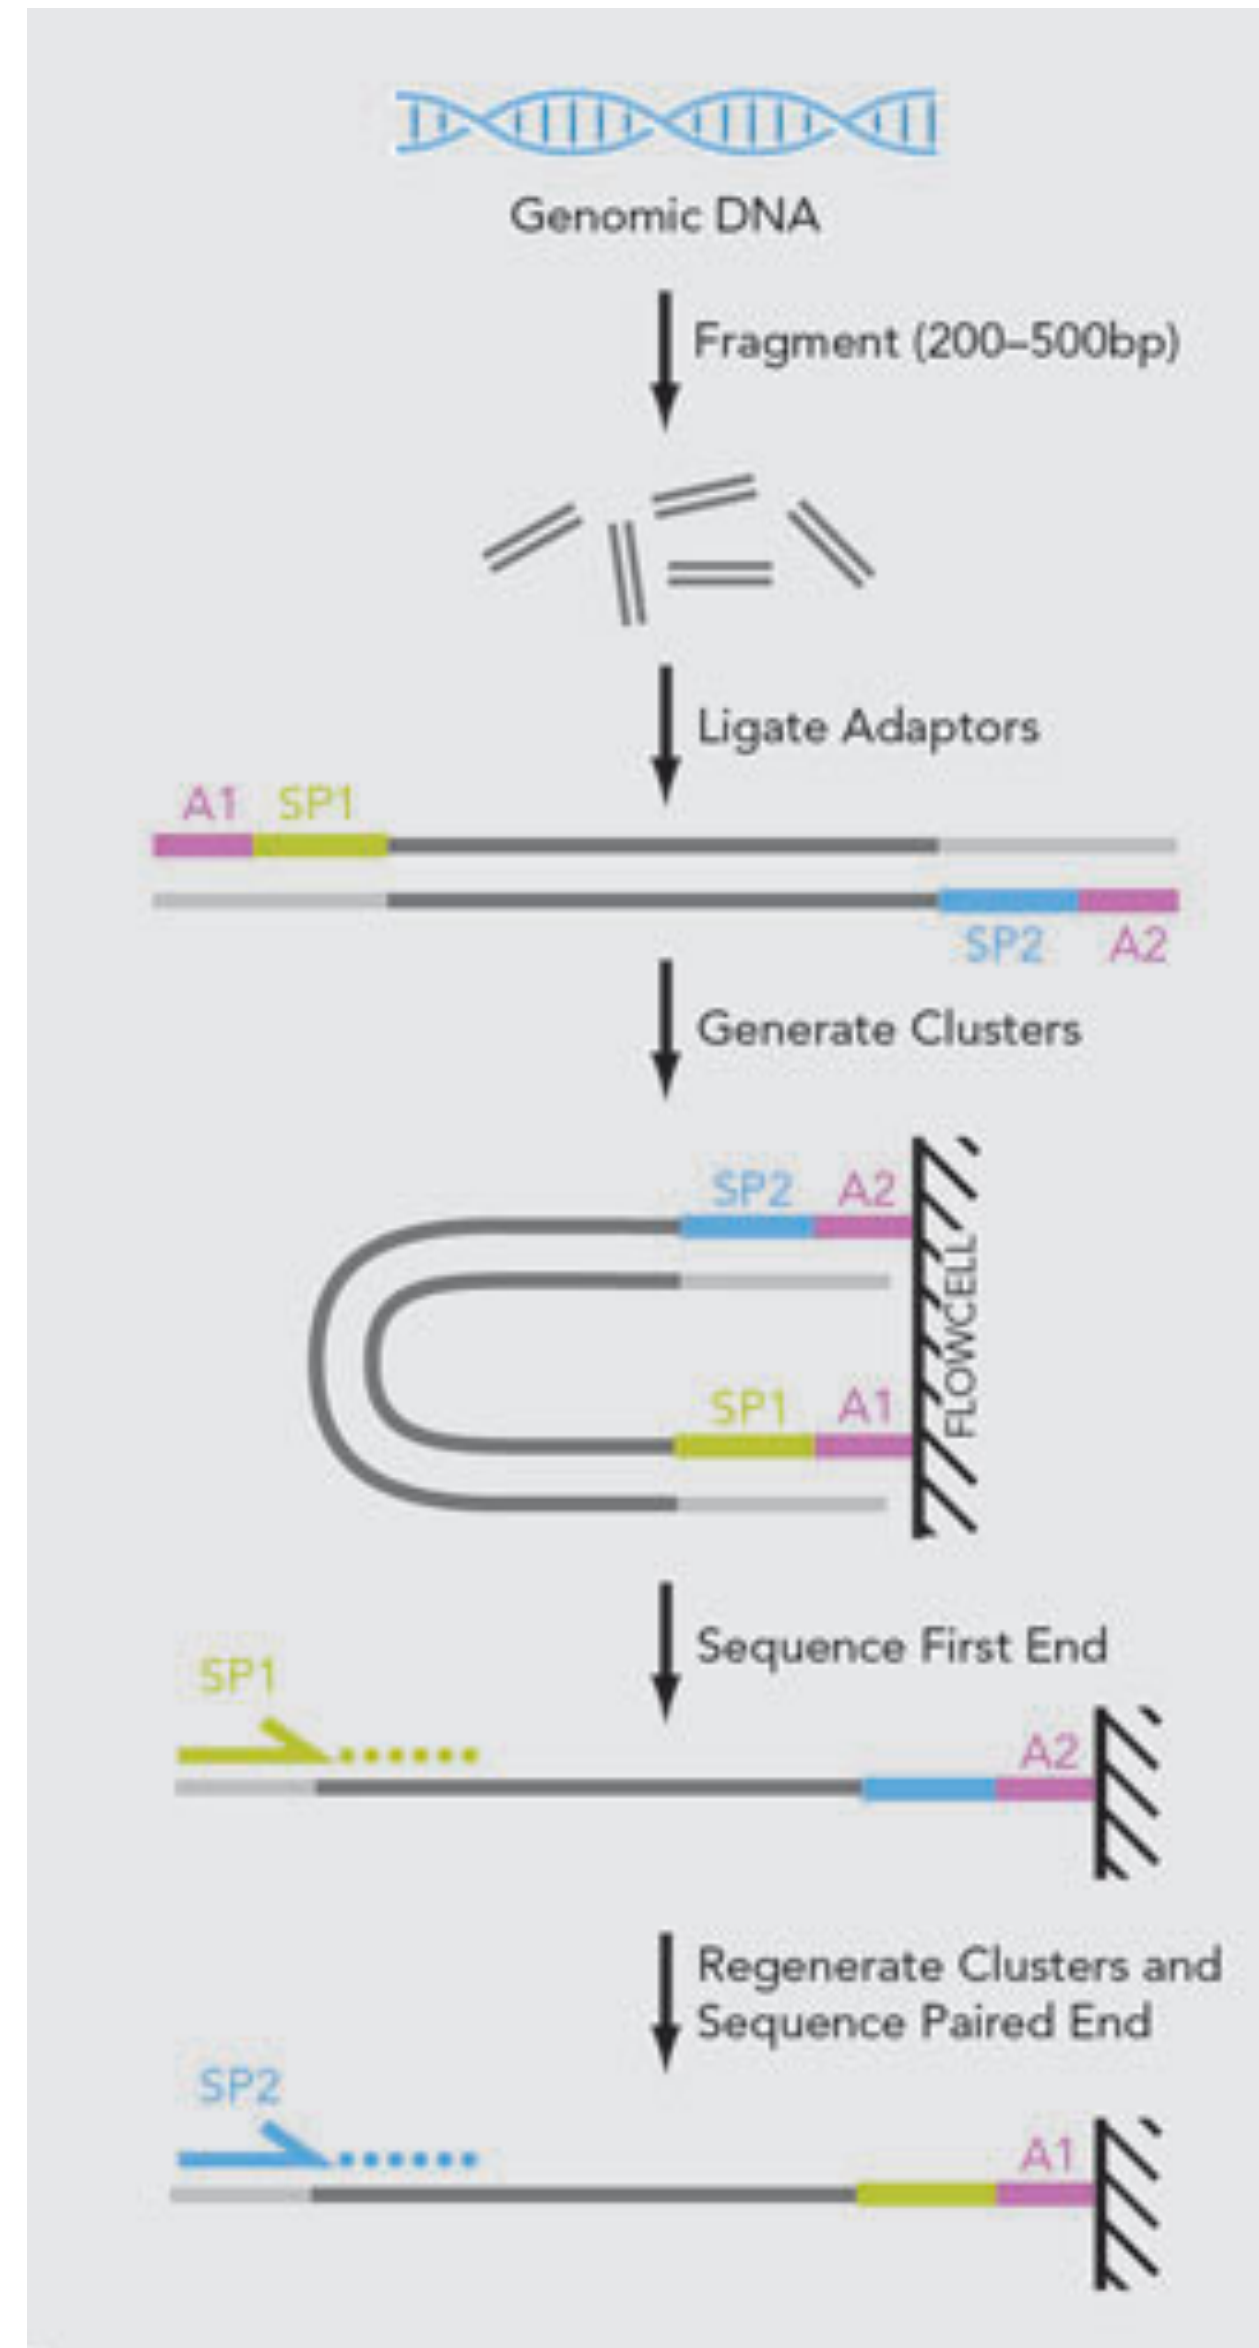 Genomic DNA
Fragment (200–500bp)
Ligate Adaptors
A1 SP1
SP2 A2
Generate Clusters
SP2 A2
FLOWCELL
SP1 A1
Sequence First End
SP1
A2
Regenerate Clusters and
Sequence Paired End
SP2
A1